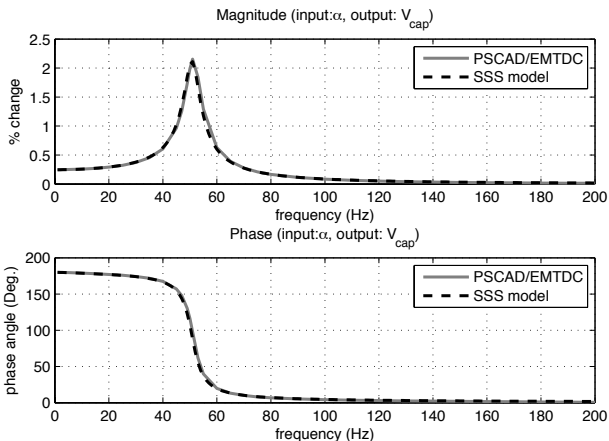 Magnitude (input:α, output: Vcap)
2.5
2
1.5
1
0.5
0
% change
PSCAD/EMTDC
SSS model
0 20 40 60 80 100 120 140 160 180 200
frequency (Hz)
Phase (input:α, output: Vcap)
200
150
100
50
0
phase angle (Deg.)
PSCAD/EMTDC
SSS model
0 20 40 60 80 100 120 140 160 180 200
frequency (Hz)